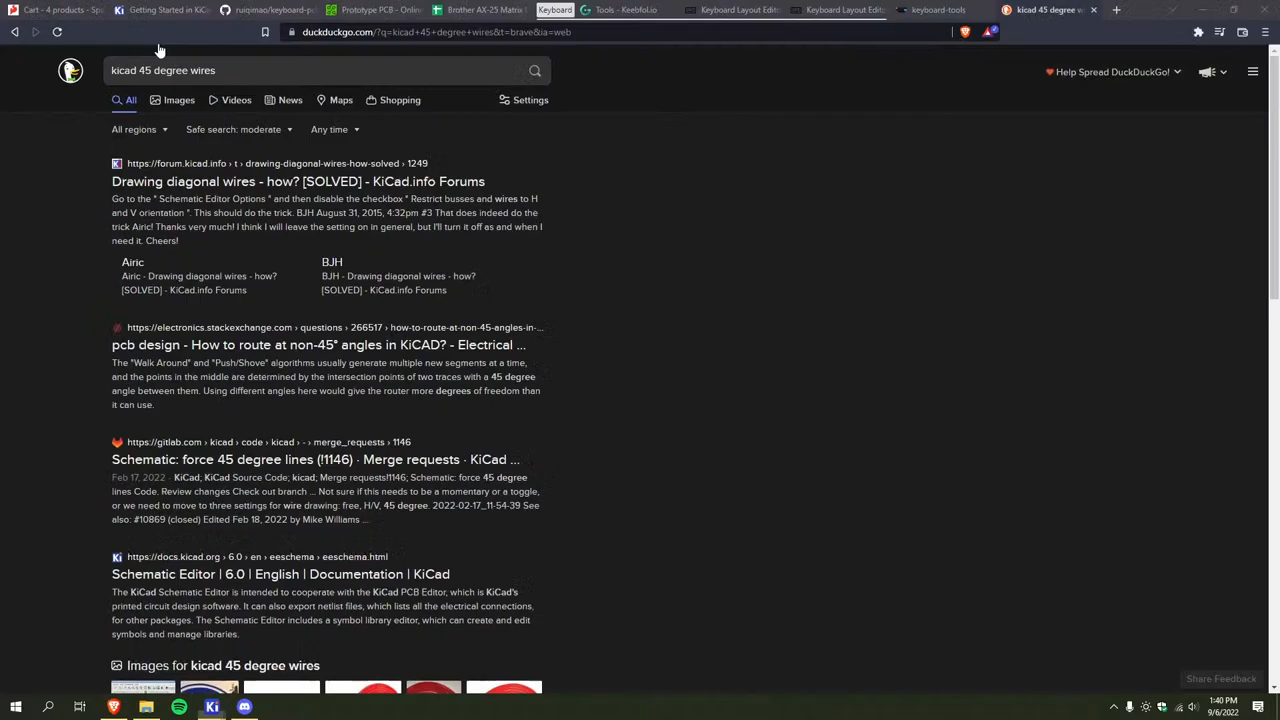 Cart - 4 products - Sp
Getting Started in KiC
ruiqimao/keyboard-p
Prototype PCB - Onlin
Brother AX-25 Matrix
Keyboard
Tools - Keebfol.io
Keyboard Layout Edit
Keyboard Layout Edit
keyboard-tools
kicad 45 degree w
duckduckgo.com/?q=kicad+45+degree+wires&t=brave&ia=web
kicad 45 degree wires
Help Spread DuckDuckGo!
All
Images
Videos
News
Maps
Shopping
Settings
All regions
Safe search: moderate
Any time
https://forum.kicad.info › t › drawing-diagonal-wires-how-solved › 1249
Drawing diagonal wires - how? [SOLVED] - KiCad.info Forums
Go to the " Schematic Editor Options " and then disable the checkbox " Restrict busses and wires to H
and V orientation ". This should do the trick. BJH August 31, 2015, 4:32pm #3 That does indeed do the
trick Airic! Thanks very much! I think I will leave the setting on in general, but I'll turn it off as and when I
need it. Cheers!
Airic
BJH
Airic - Drawing diagonal wires - how?
[SOLVED] - KiCad.info Forums
BJH - Drawing diagonal wires - how?
[SOLVED] - KiCad.info Forums
https://electronics.stackexchange.com › questions › 266517 › how-to-route-at-non-45-angles-in-...
pcb design - How to route at non-45° angles in KiCAD? - Electrical ...
The "Walk Around" and "Push/Shove" algorithms usually generate multiple new segments at a time,
and the points in the middle are determined by the intersection points of two traces with a 45 degree
angle between them. Using different angles here would give the router more degrees of freedom than
it can use.
https://gitlab.com › kicad › code › kicad › - › merge_requests › 1146
Schematic: force 45 degree lines (!1146) · Merge requests · KiCad ...
Feb 17, 2022 · KiCad; KiCad Source Code; kicad; Merge requests!1146; Schematic: force 45 degree
lines Code. Review changes Check out branch ... Not sure if this needs to be a momentary or a toggle,
or we need to move to three settings for wire drawing: free, H/V, 45 degree. 2022-02-17_11-54-39 See
also: #10869 (closed) Edited Feb 18, 2022 by Mike Williams ...
https://docs.kicad.org › 6.0 › en › eeschema › eeschema.html
Schematic Editor | 6.0 | English | Documentation | KiCad
The KiCad Schematic Editor is intended to cooperate with the KiCad PCB Editor, which is KiCad's
printed circuit design software. It can also export netlist files, which lists all the electrical connections,
for other packages. The Schematic Editor includes a symbol library editor, which can create and edit
symbols and manage libraries.
Images for kicad 45 degree wires
Share Feedback
1:40 PM
9/6/2022